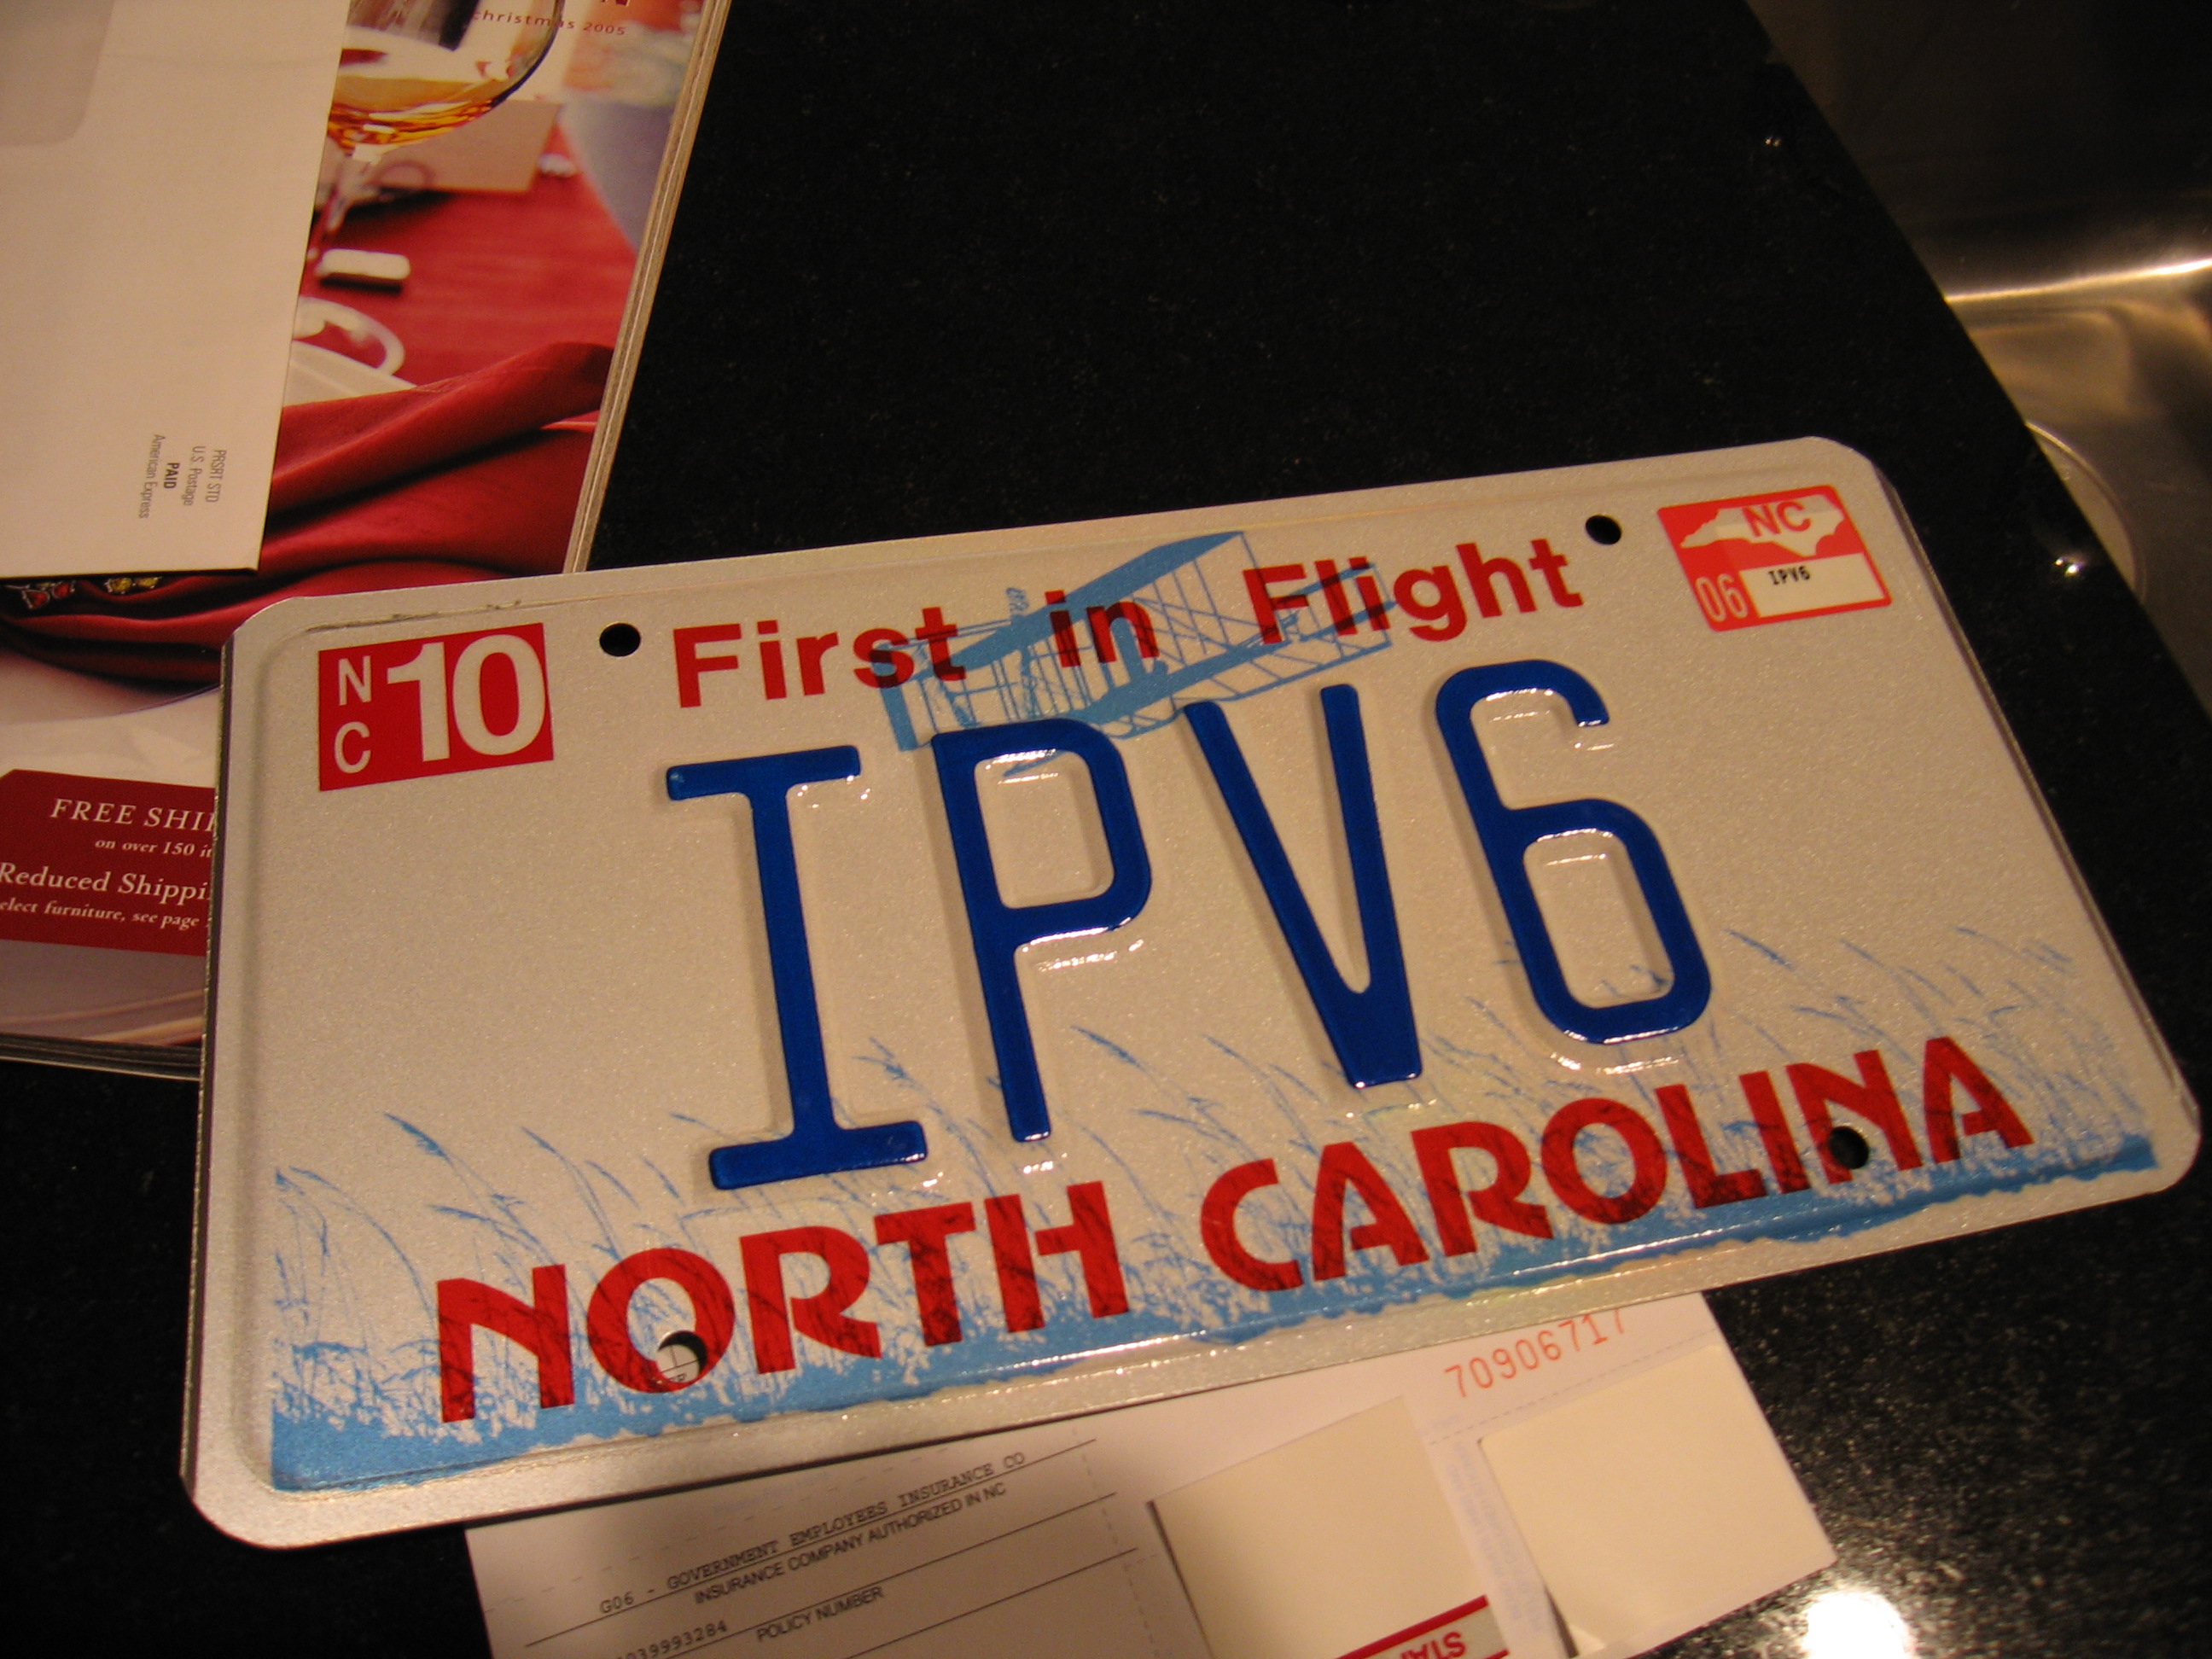 christmas 2005
PRSRT STD
U.S. Postage
PAID
American Express
FREE SHI
on over 150 it
Reduced Shippi
elect furniture, see page
NC 10
First in Flight
NC
06 IPV6
IPV6
NORTH CAROLINA
70906717
G06 - GOVERNMENT EMPLOYEES INSURANCE CO
INSURANCE COMPANY AUTHORIZED IN NC
039993284
POLICY NUMBER